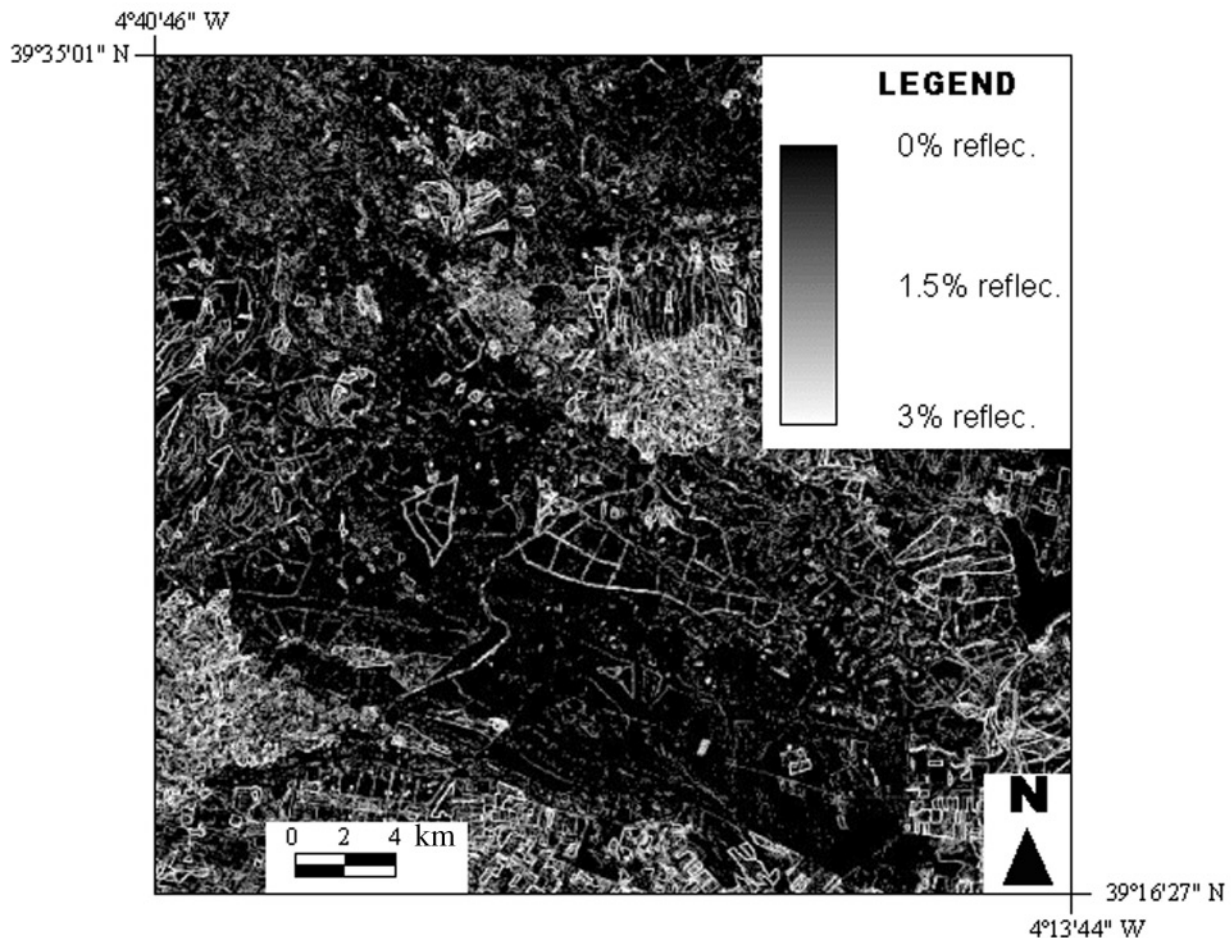 4°40'46" W
39°35'01" N
LEGEND
0% reflec.
1.5% reflec.
3% reflec.
N
0 2 4 km
39°16'27" N
4°13'44" W